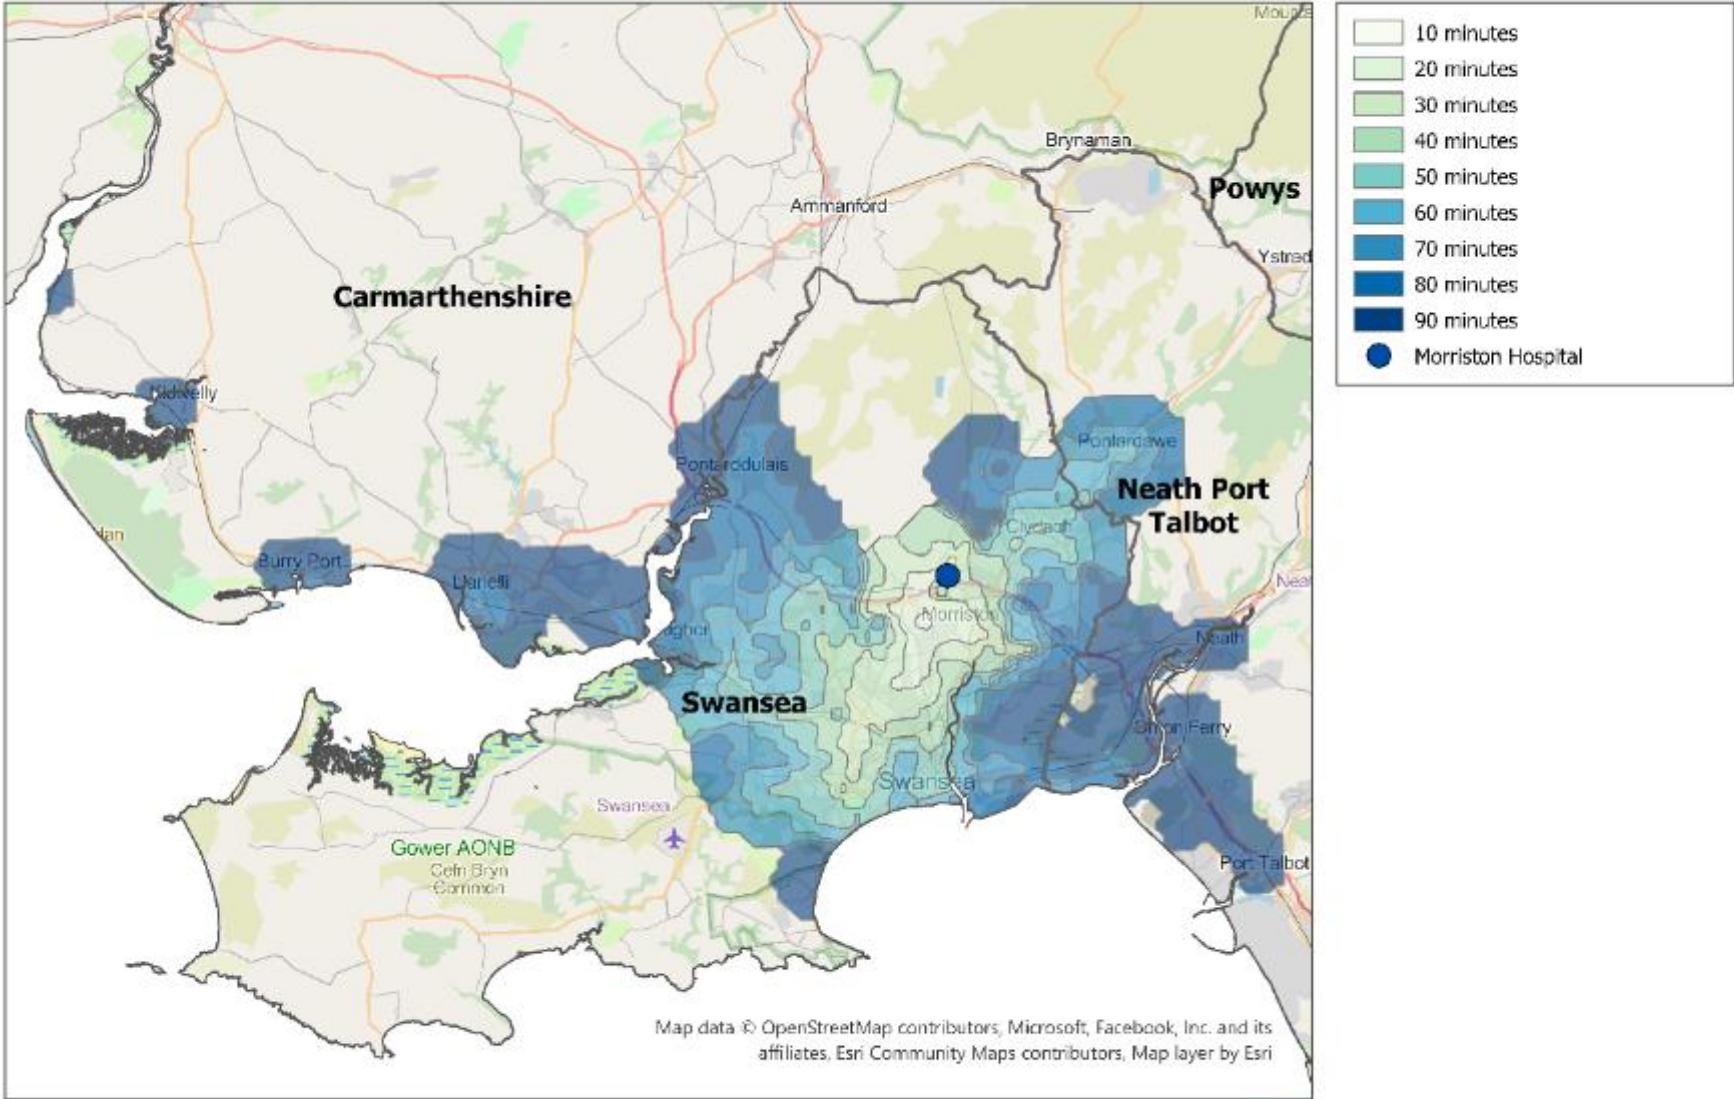 Mounta
10 minutes
20 minutes
30 minutes
40 minutes
50 minutes
60 minutes
70 minutes
80 minutes
90 minutes
Morriston Hospital
Brynaman
Powys
Ammanford
Ystrad
Carmarthenshire
Kidwelly
Pontarddulais
Pontardawe
Neath Port
Talbot
Clydach
Burry Port
Llanelli
Morriston
Neat
Neath
Swansea
Briton Ferry
Swansea
Swansea
Gower AONB
Cefn Bryn
Common
Port Talbot
Map data © OpenStreetMap contributors, Microsoft, Facebook, Inc. and its
affiliates, Esri Community Maps contributors, Map layer by Esri